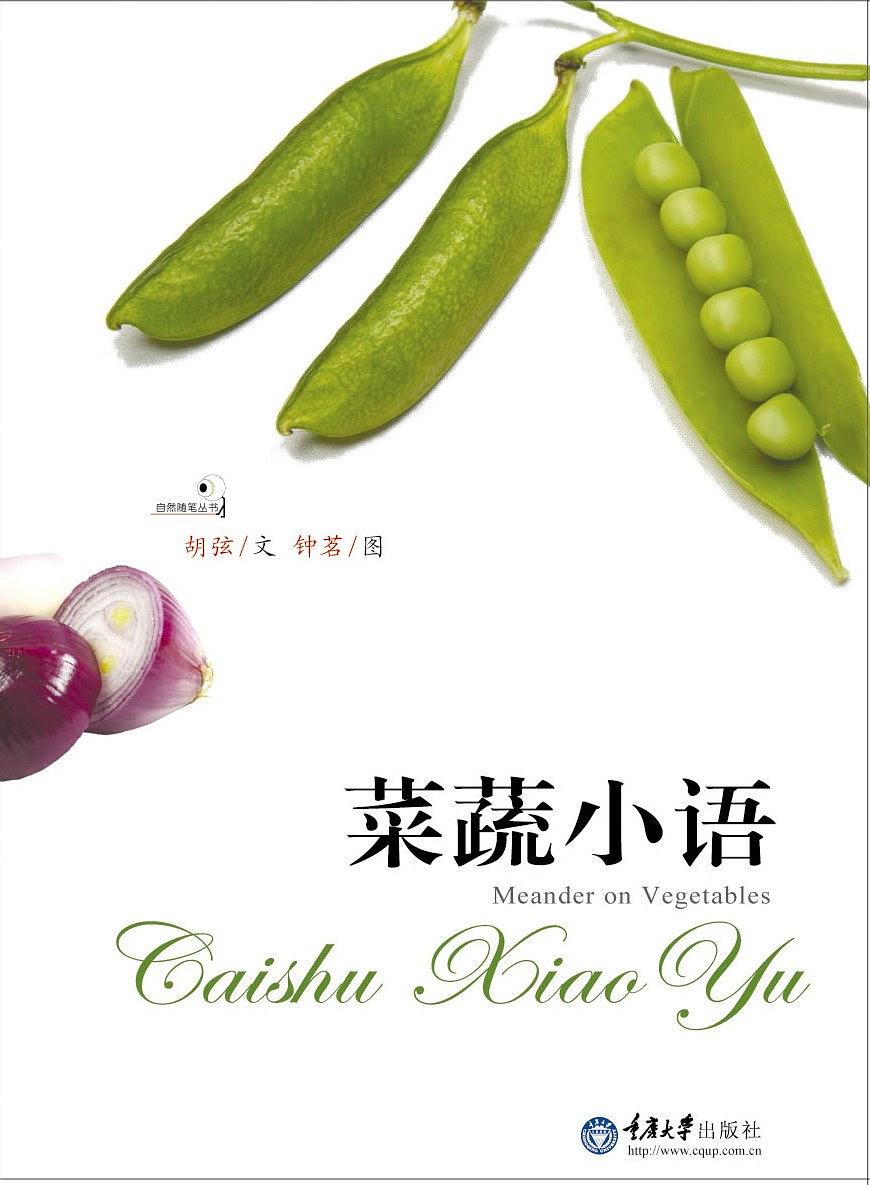 自然随笔丛书
胡弦/文 钟茗/图
菜蔬小语
Meander on Vegetables
Caishu Xiao Yu
重庆大学出版社
http://www.cqup.com.cn